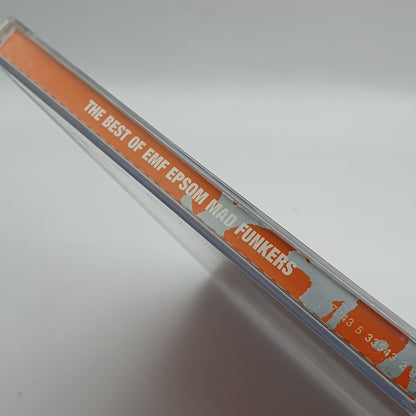 THE BEST OF EMF EPSOM MAD FUNKERS